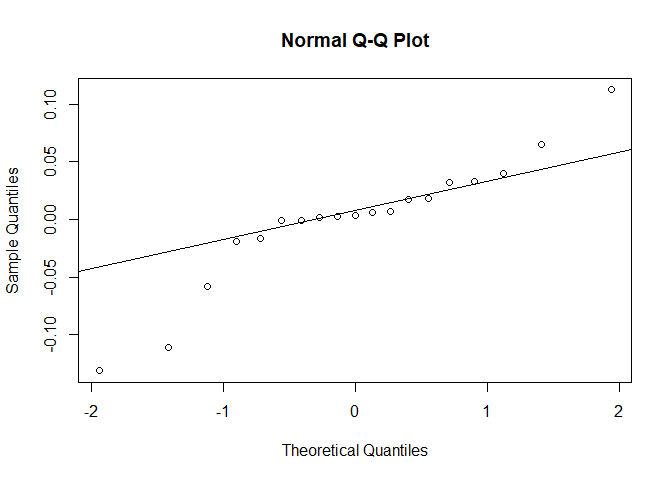 Normal Q-Q Plot
Sample Quantiles
0.10
0.05
0.00
-0.05
-0.10
-2 -1 0 1 2
Theoretical Quantiles